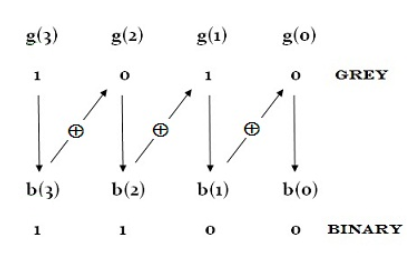 g(3) g(2) g(1) g(0)
1 0 1 0 GREY
b(3) b(2) b(1) b(0)
1 1 0 0 BINARY